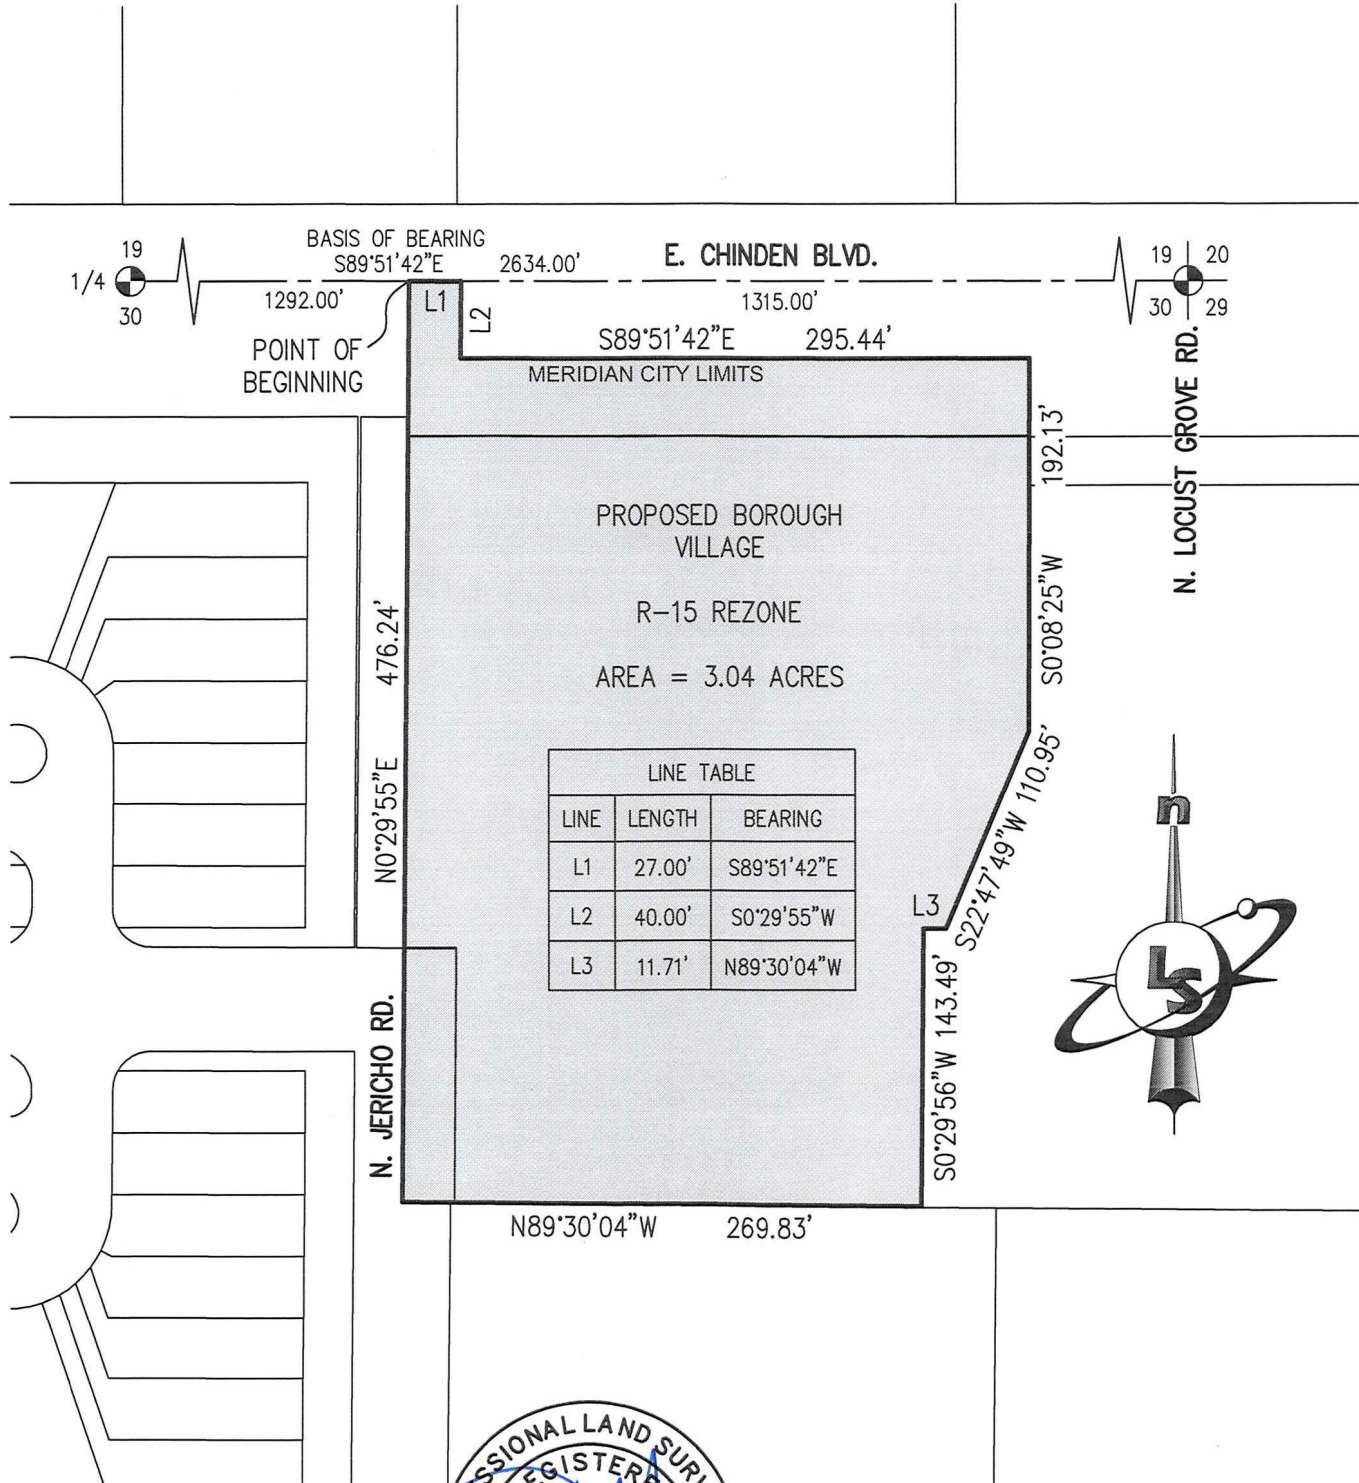 19
1/4
30
BASIS OF BEARING
S89°51'42"E 2634.00'
E. CHINDEN BLVD.
19 20
30 29
1292.00'
L1
L2
1315.00'
POINT OF
BEGINNING
S89°51'42"E 295.44'
MERIDIAN CITY LIMITS
N. LOCUST GROVE RD.
192.13'
S0°08'25"W
PROPOSED BOROUGH
VILLAGE
R-15 REZONE
AREA = 3.04 ACRES
476.24'
N0°29'55"E
LINE TABLE
LINE LENGTH BEARING
L1 27.00' S89°51'42"E
L2 40.00' S0°29'55"W
L3 11.71' N89°30'04"W
S22°47'49"W 110.95'
L3
S0°29'56"W 143.49'
n
LS
N. JERICHO RD.
N89°30'04"W 269.83'
SSIONAL LAND SUR
EGISTER